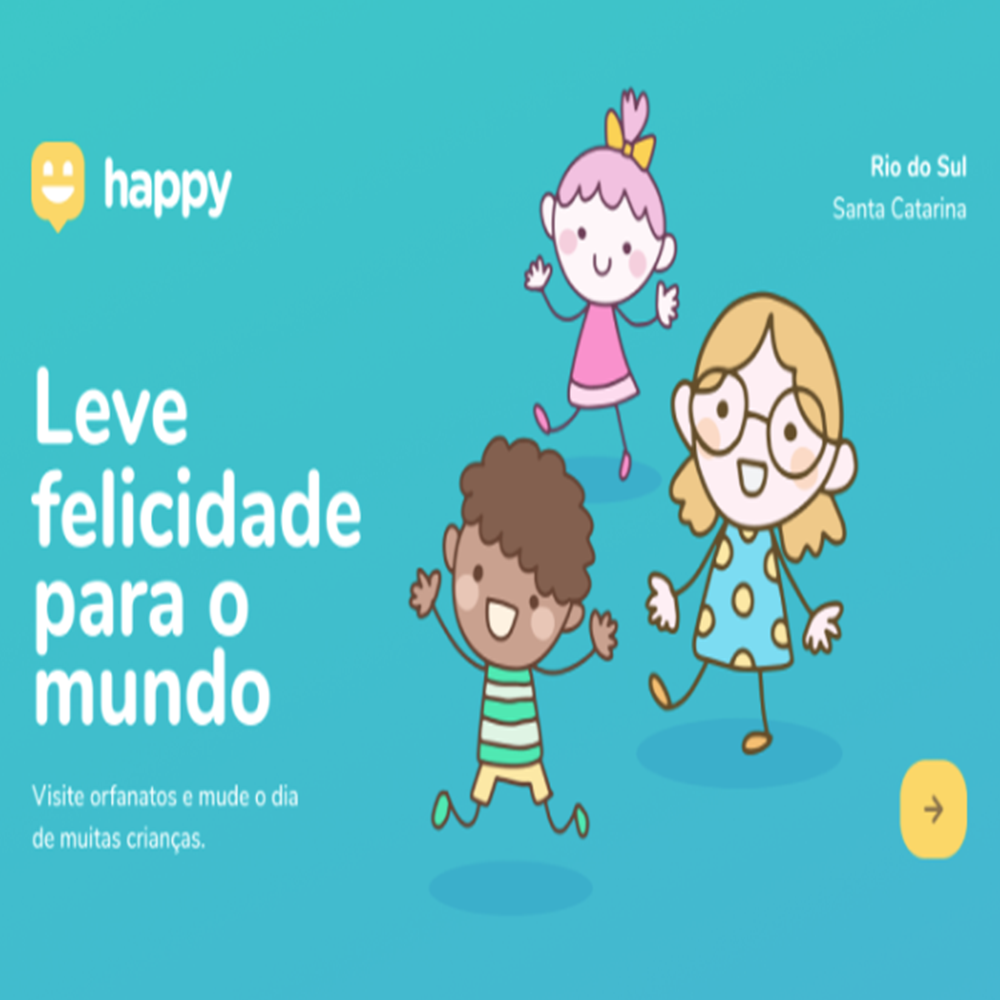 happy
Rio do Sul
Santa Catarina
Leve
felicidade
para o
mundo
Visite orfanatos e mude o dia
de muitas crianças.